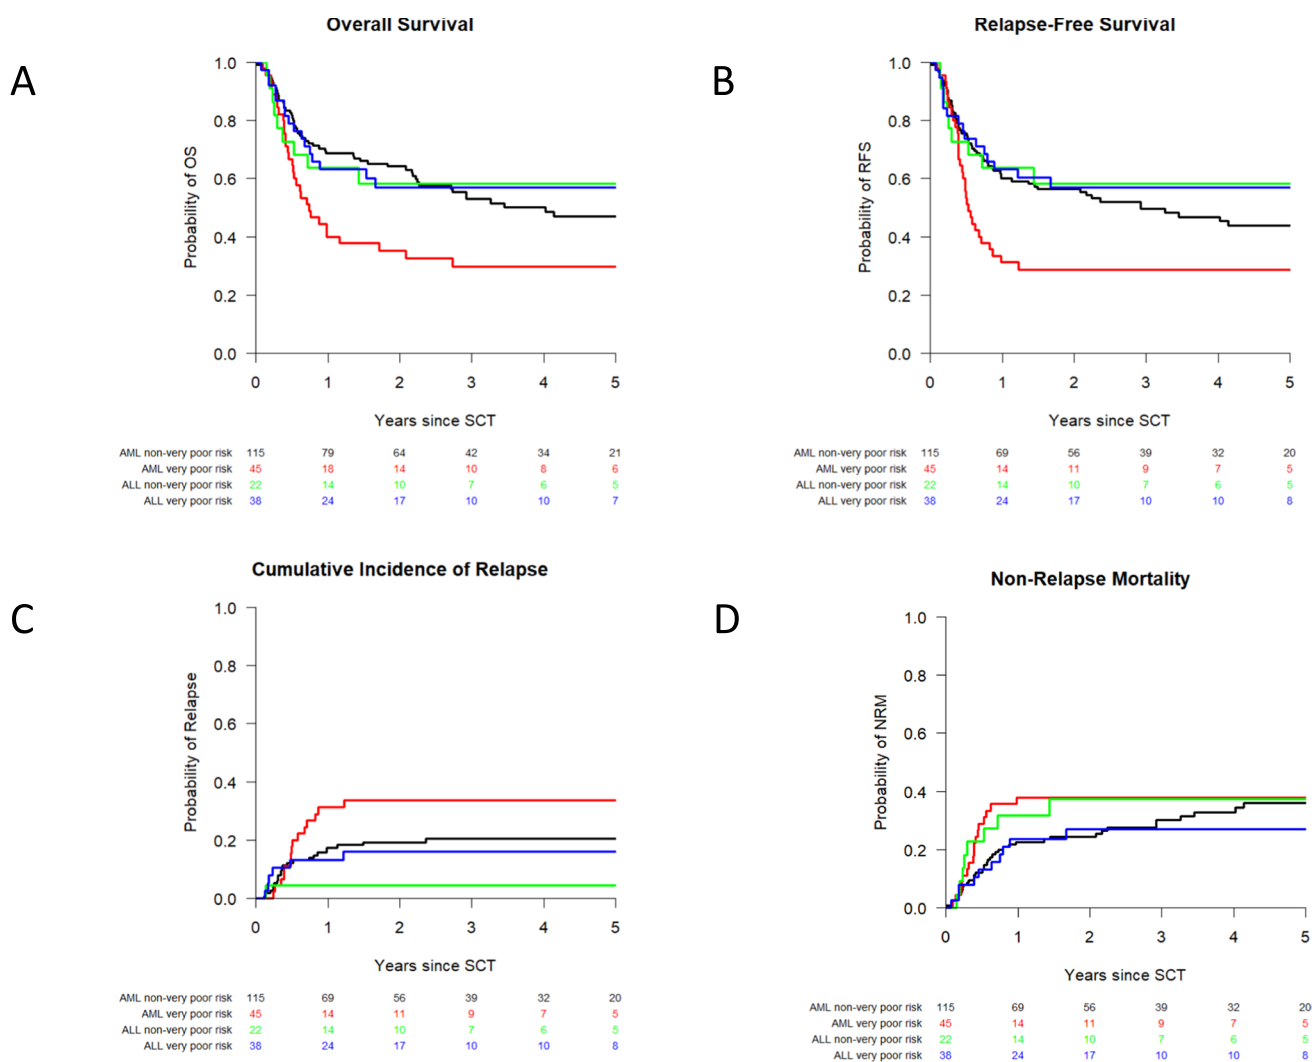 Overall Survival
A
Probability of OS
1.0
0.8
0.6
0.4
0.2
0.0
0 1 2 3 4 5
Years since SCT
AML non-very poor risk 115 79 64 42 34 21
AML very poor risk 45 18 14 10 8 6
ALL non-very poor risk 22 14 10 7 6 5
ALL very poor risk 38 24 17 10 10 7
Relapse-Free Survival
B
Probability of RFS
1.0
0.8
0.6
0.4
0.2
0.0
0 1 2 3 4 5
Years since SCT
AML non-very poor risk 115 69 56 39 32 20
AML very poor risk 45 14 11 9 7 5
ALL non-very poor risk 22 14 10 7 6 5
ALL very poor risk 38 24 17 10 10 8
Cumulative Incidence of Relapse
C
Probability of Relapse
1.0
0.8
0.6
0.4
0.2
0.0
0 1 2 3 4 5
Years since SCT
AML non-very poor risk 115 69 56 39 32 20
AML very poor risk 45 14 11 9 7 5
ALL non-very poor risk 22 14 10 7 6 5
ALL very poor risk 38 24 17 10 10 8
Non-Relapse Mortality
D
Probability of NRM
1.0
0.8
0.6
0.4
0.2
0.0
0 1 2 3 4 5
Years since SCT
AML non-very poor risk 115 69 56 39 32 20
AML very poor risk 45 14 11 9 7 5
ALL non-very poor risk 22 14 10 7 6 5
ALL very poor risk 38 24 17 10 10 8